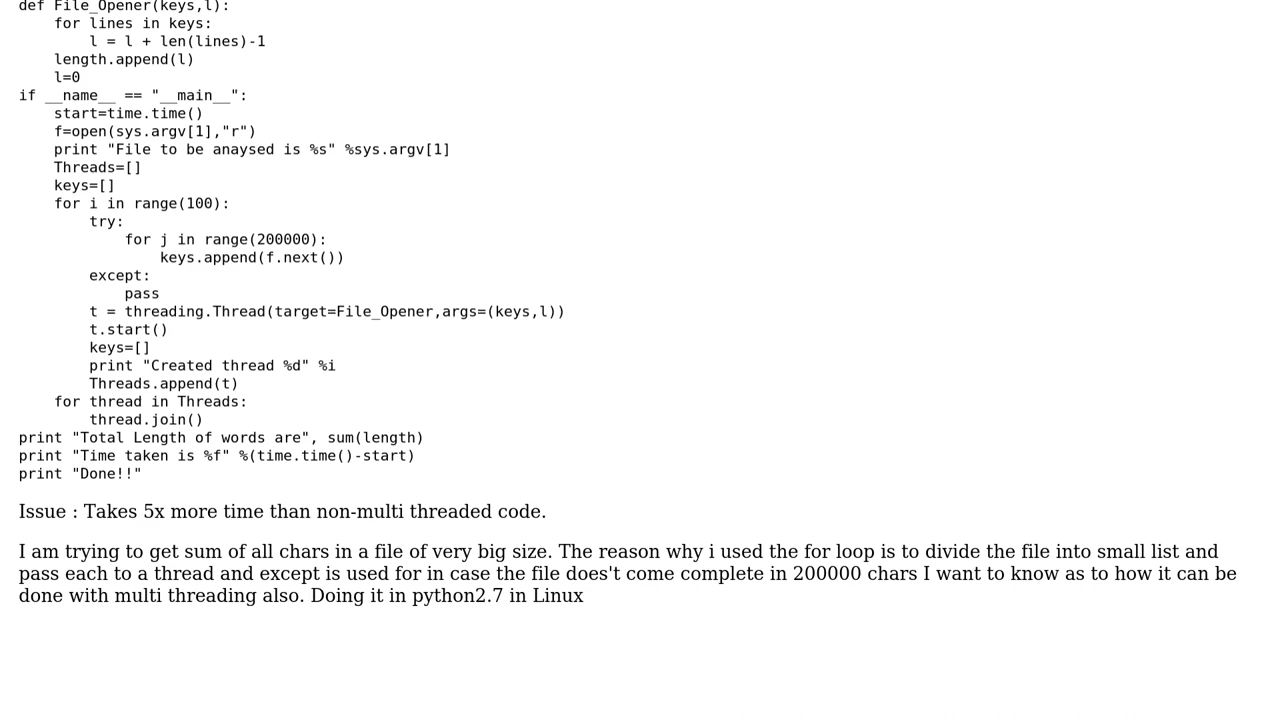 def File_Opener(keys,l):
    for lines in keys:
        l = l + len(lines)-1
    length.append(l)
    l=0
if __name__ == "__main__":
    start=time.time()
    f=open(sys.argv[1],"r")
    print "File to be anaysed is %s" %sys.argv[1]
    Threads=[]
    keys=[]
    for i in range(100):
        try:
            for j in range(200000):
                keys.append(f.next())
        except:
            pass
        t = threading.Thread(target=File_Opener,args=(keys,l))
        t.start()
        keys=[]
        print "Created thread %d" %i
        Threads.append(t)
    for thread in Threads:
        thread.join()
print "Total Length of words are", sum(length)
print "Time taken is %f" %(time.time()-start)
print "Done!!"
Issue : Takes 5x more time than non-multi threaded code.
I am trying to get sum of all chars in a file of very big size. The reason why i used the for loop is to divide the file into small list and
pass each to a thread and except is used for in case the file does't come complete in 200000 chars I want to know as to how it can be
done with multi threading also. Doing it in python2.7 in Linux